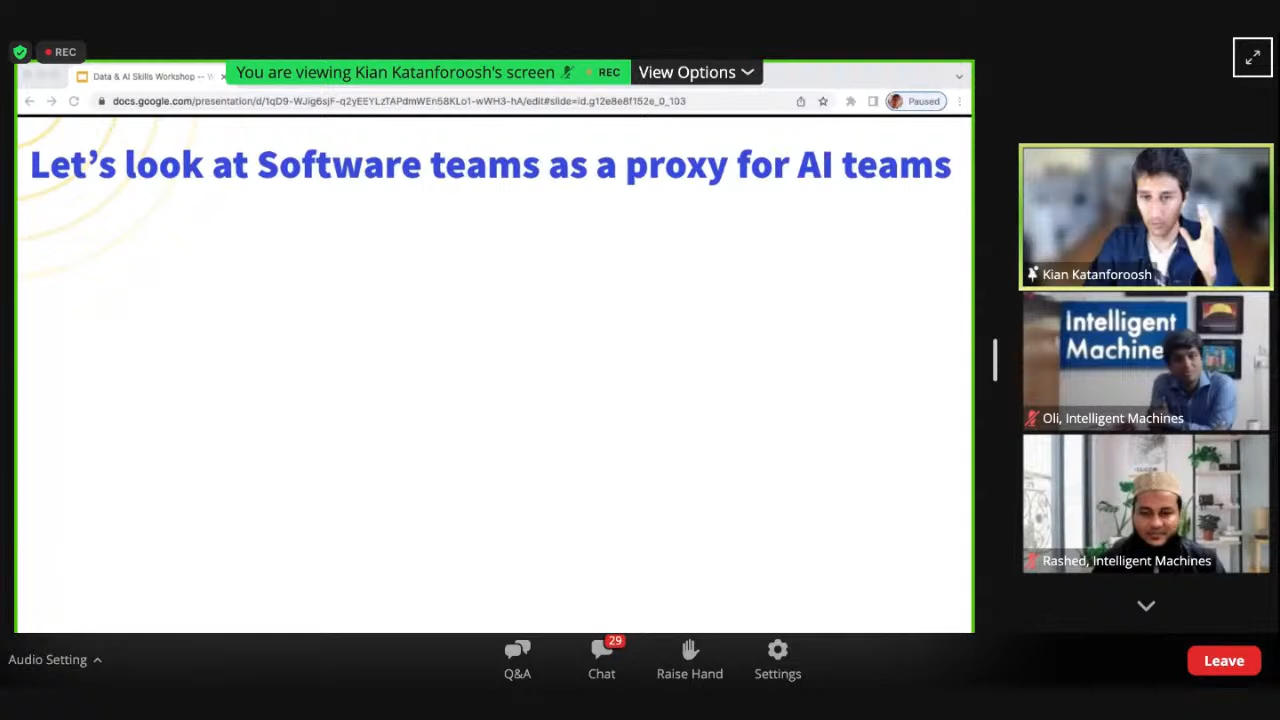 REC
Data & AI Skills Workshop -- W
You are viewing Kian Katanforoosh's screen
REC
View Options
docs.google.com/presentation/d/1qD9-WJig6sjF-q2yEEYLzTAPdmWEn58KLo1-wWH3-hA/edit#slide=id.g12e8e8f152e_0_103
Paused
Let's look at Software teams as a proxy for AI teams
Kian Katanforoosh
Intelligent
Machine
Oli, Intelligent Machines
Rashed, Intelligent Machines
Audio Setting
Q&A
29
Chat
Raise Hand
Settings
Leave